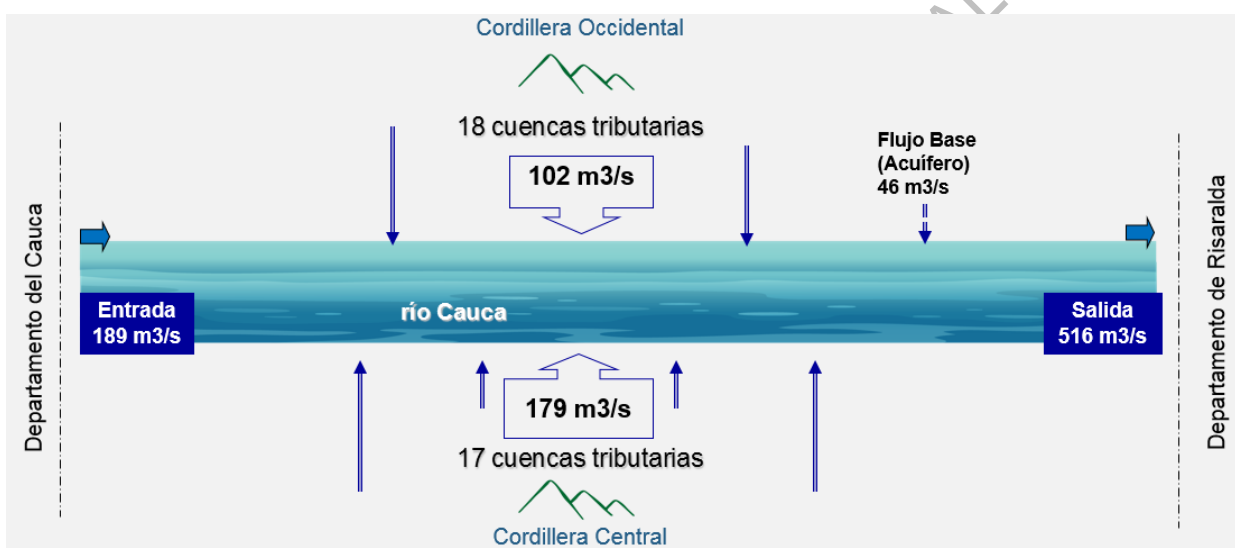 Cordillera Occidental
18 cuencas tributarias
102 m3/s
Flujo Base
(Acuífero)
46 m3/s
Departamento del Cauca
Entrada
189 m3/s
río Cauca
Salida
516 m3/s
Departamento de Risaralda
179 m3/s
17 cuencas tributarias
Cordillera Central